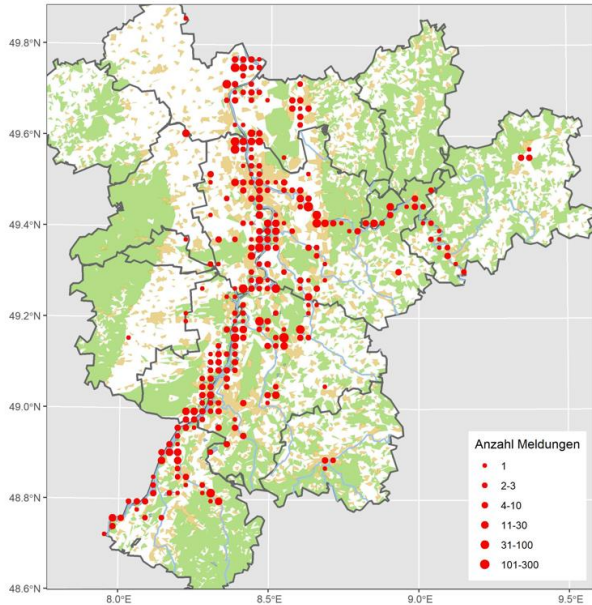 49.8°N
49.6°N
49.4°N
49.2°N
49.0°N
48.8°N
48.6°N
8.0°E 8.5°E 9.0°E 9.5°E
Anzahl Meldungen
1
2-3
4-10
11-30
31-100
101-300